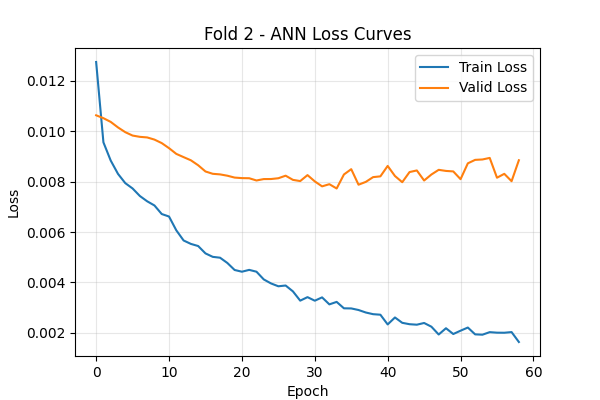 Fold 2 - ANN Loss Curves
Train Loss
Valid Loss
Loss
0.012
0.010
0.008
0.006
0.004
0.002
0 10 20 30 40 50 60
Epoch